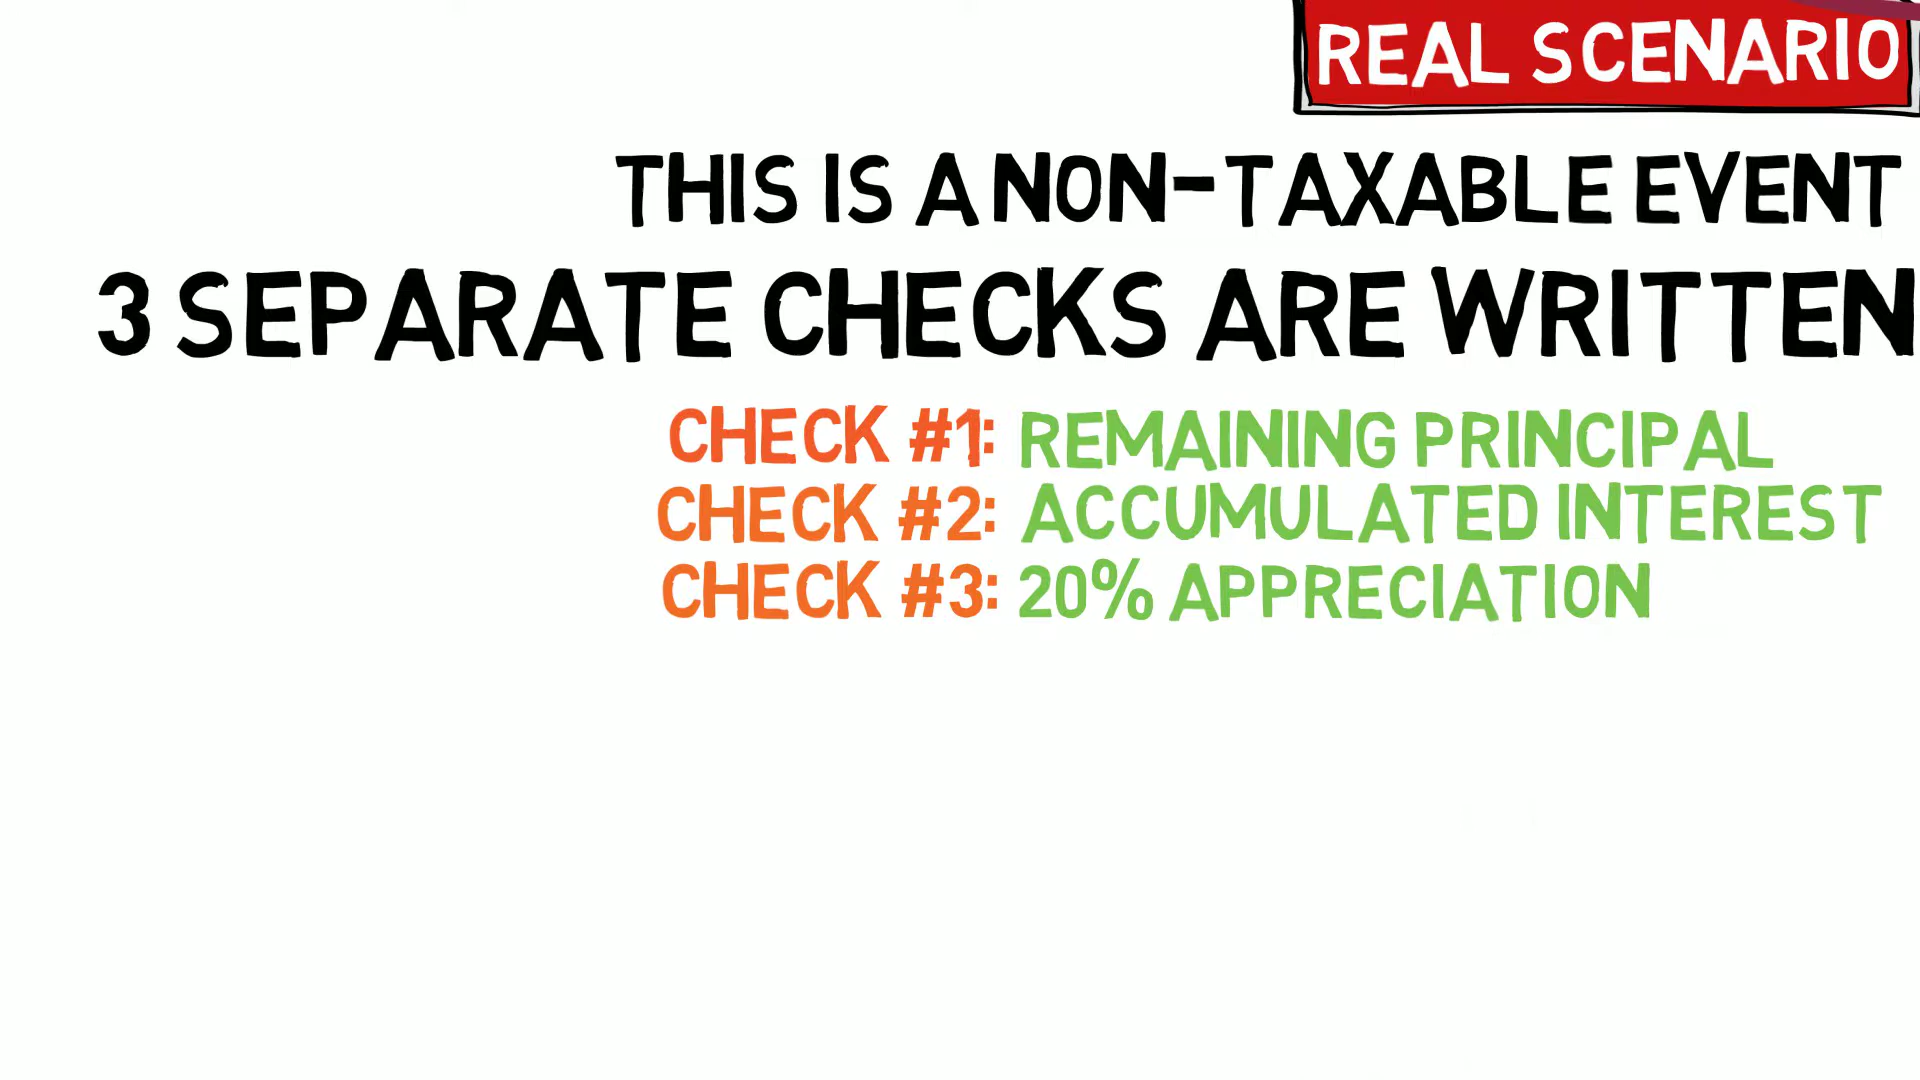 REAL SCENARIO
THIS IS A NON-TAXABLE EVENT
3 SEPARATE CHECKS ARE WRITTEN
CHECK #1: REMAINING PRINCIPAL
CHECK #2: ACCUMULATED INTEREST
CHECK #3: 20% APPRECIATION